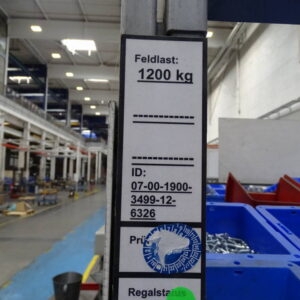 Feldlast:
1200 kg
ID:
07-00-1900-
3499-12-
6326
Regalstatus